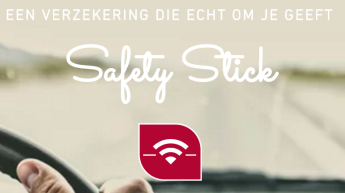 EEN VERZEKERING DIE ECHT OM JE GEEFT
Safety Stick